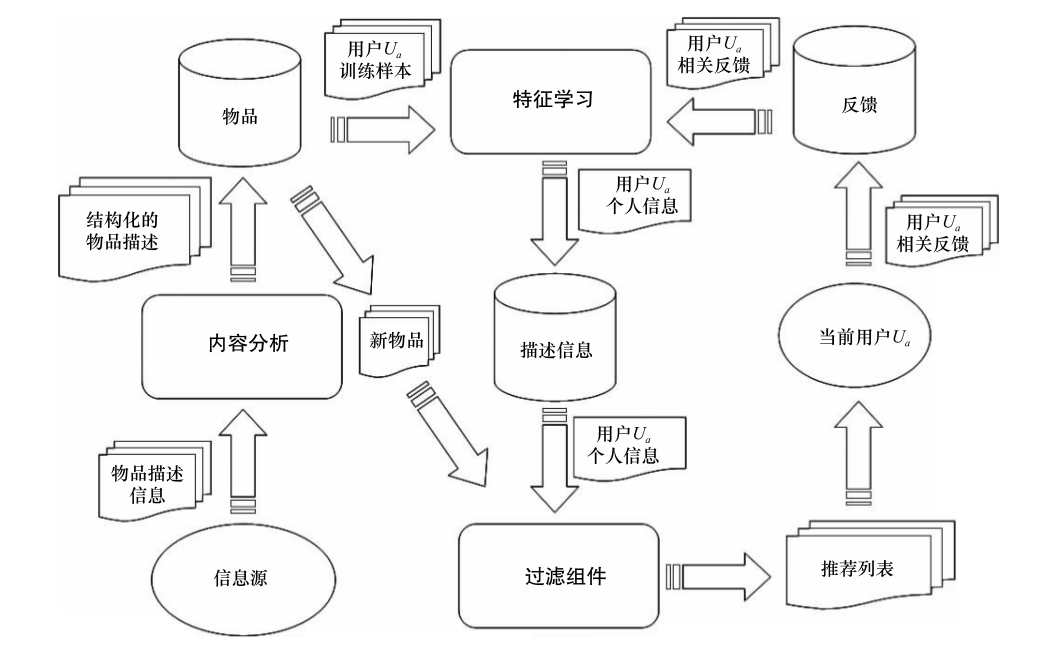 用户Ua
训练样本
用户Ua
相关反馈
物品
特征学习
反馈
用户Ua
个人信息
结构化的
物品描述
用户Ua
相关反馈
内容分析
新物品
描述信息
当前用户Ua
用户Ua
个人信息
物品描述
信息
信息源
过滤组件
推荐列表